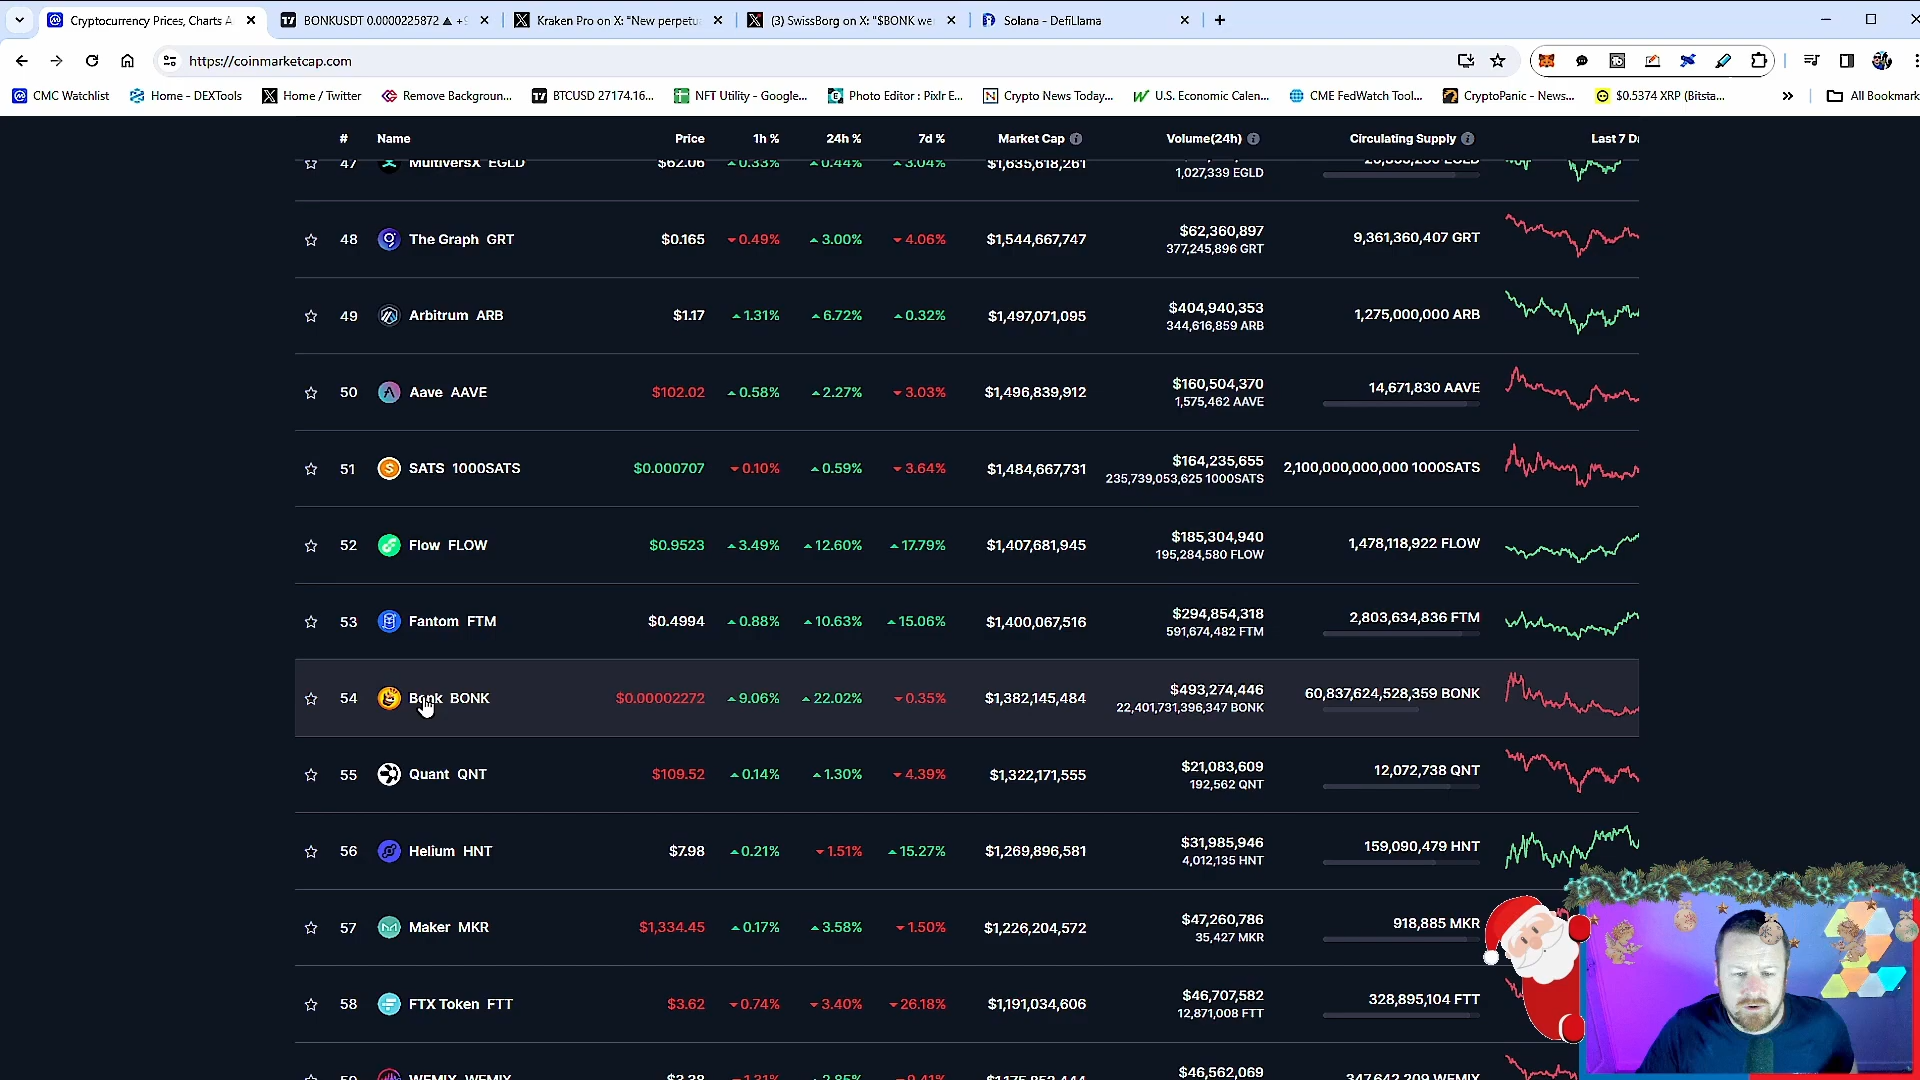 Cryptocurrency Prices, Charts A
BONKUSDT 0.0000225872 ▲ +
Kraken Pro on X: "New perpetu
(3) SwissBorg on X: "$BONK we
Solana - DefiLlama
https://coinmarketcap.com
CMC Watchlist
Home - DEXTools
Home / Twitter
Remove Backgroun...
BTCUSD 27174.16...
NFT Utility - Google...
Photo Editor : Pixlr E...
Crypto News Today...
U.S. Economic Calen...
CME FedWatch Tool...
CryptoPanic - News...
$0.5374 XRP (Bitsta...
All Bookmark
# Name Price 1h % 24h % 7d % Market Cap Volume(24h) Circulating Supply Last 7 D
47 MultiversX EGLD $62.06 0.33% 0.44% 3.04% $1,635,618,261
1,027,339 EGLD
48 The Graph GRT $0.165 0.49% 3.00% 4.06% $1,544,667,747 $62,360,897 9,361,360,407 GRT
377,245,896 GRT
49 Arbitrum ARB $1.17 1.31% 6.72% 0.32% $1,497,071,095 $404,940,353 1,275,000,000 ARB
344,616,859 ARB
50 Aave AAVE $102.02 0.58% 2.27% 3.03% $1,496,839,912 $160,504,370 14,671,830 AAVE
1,575,462 AAVE
51 SATS 1000SATS $0.000707 0.10% 0.59% 3.64% $1,484,667,731 $164,235,655 2,100,000,000,000 1000SATS
235,739,053,625 1000SATS
52 Flow FLOW $0.9523 3.49% 12.60% 17.79% $1,407,681,945 $185,304,940 1,478,118,922 FLOW
195,284,580 FLOW
53 Fantom FTM $0.4994 0.88% 10.63% 15.06% $1,400,067,516 $294,854,318 2,803,634,836 FTM
591,674,482 FTM
54 Bonk BONK $0.00002272 9.06% 22.02% 0.35% $1,382,145,484 $493,274,446 60,837,624,528,359 BONK
22,401,731,396,347 BONK
55 Quant QNT $109.52 0.14% 1.30% 4.39% $1,322,171,555 $21,083,609 12,072,738 QNT
192,562 QNT
56 Helium HNT $7.98 0.21% 1.51% 15.27% $1,269,896,581 $31,985,946 159,090,479 HNT
4,012,135 HNT
57 Maker MKR $1,334.45 0.17% 3.58% 1.50% $1,226,204,572 $47,260,786 918,885 MKR
35,427 MKR
58 FTX Token FTT $3.62 0.74% 3.40% 26.18% $1,191,034,606 $46,707,582 328,895,104 FTT
12,871,008 FTT
WEMIX WEMIX $46,562,069